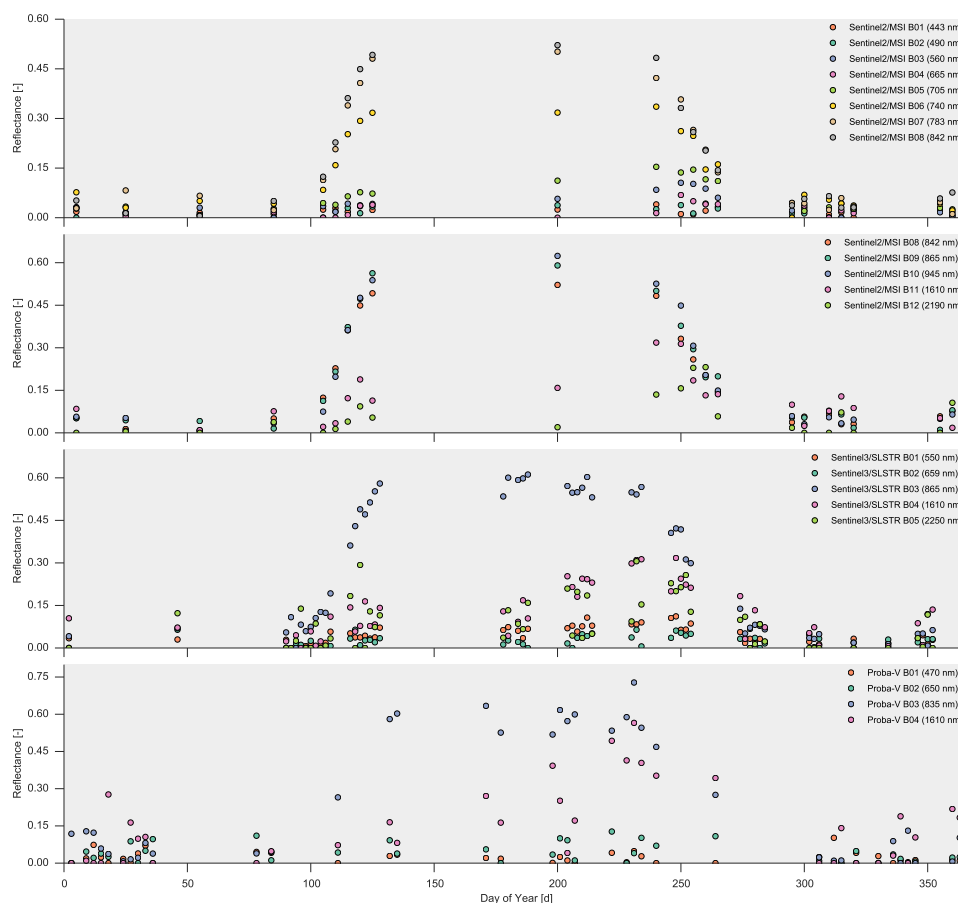 0.60
0.45
0.30
0.15
0.00
Reflectance [-]
Sentinel2/MSI B01 (443 nm
Sentinel2/MSI B02 (490 nm
Sentinel2/MSI B03 (560 nm
Sentinel2/MSI B04 (665 nm
Sentinel2/MSI B05 (705 nm
Sentinel2/MSI B06 (740 nm
Sentinel2/MSI B07 (783 nm
Sentinel2/MSI B08 (842 nm
0.60
0.45
0.30
0.15
0.00
Reflectance [-]
Sentinel2/MSI B08 (842 nm)
Sentinel2/MSI B09 (865 nm)
Sentinel2/MSI B10 (945 nm)
Sentinel2/MSI B11 (1610 nm)
Sentinel2/MSI B12 (2190 nm)
0.60
0.45
0.30
0.15
0.00
Reflectance [-]
Sentinel3/SLSTR B01 (550 nm)
Sentinel3/SLSTR B02 (659 nm)
Sentinel3/SLSTR B03 (865 nm)
Sentinel3/SLSTR B04 (1610 nm)
Sentinel3/SLSTR B05 (2250 nm)
0.75
0.60
0.45
0.30
0.15
0.00
Reflectance [-]
Proba-V B01 (470 nm)
Proba-V B02 (650 nm)
Proba-V B03 (835 nm)
Proba-V B04 (1610 nm)
0 50 100 150 200 250 300 350
Day of Year [d]